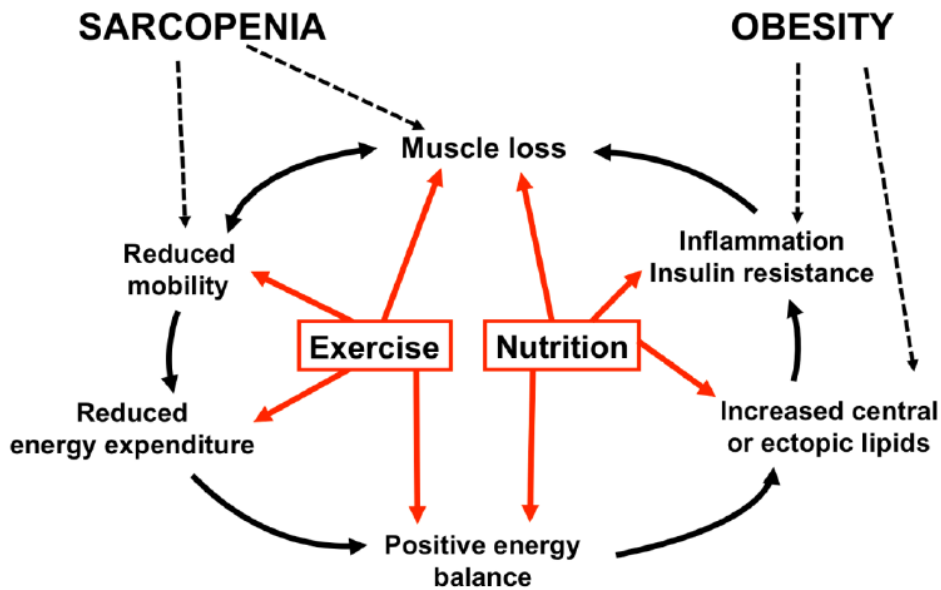 SARCOPENIA
OBESITY
Muscle loss
Reduced
mobility
Inflammation
Insulin resistance
Exercise
Nutrition
Reduced
energy expenditure
Increased central
or ectopic lipids
Positive energy
balance